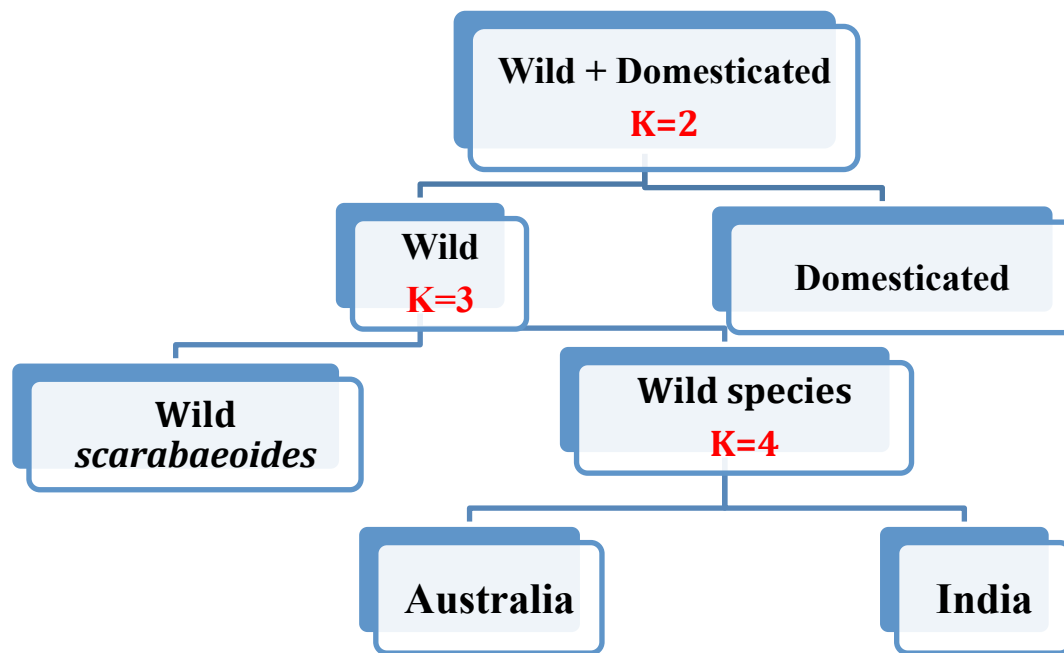 Wild + Domesticated
K=2
Wild
K=3
Domesticated
Wild
scarabaeoides
Wild species
K=4
Australia
India